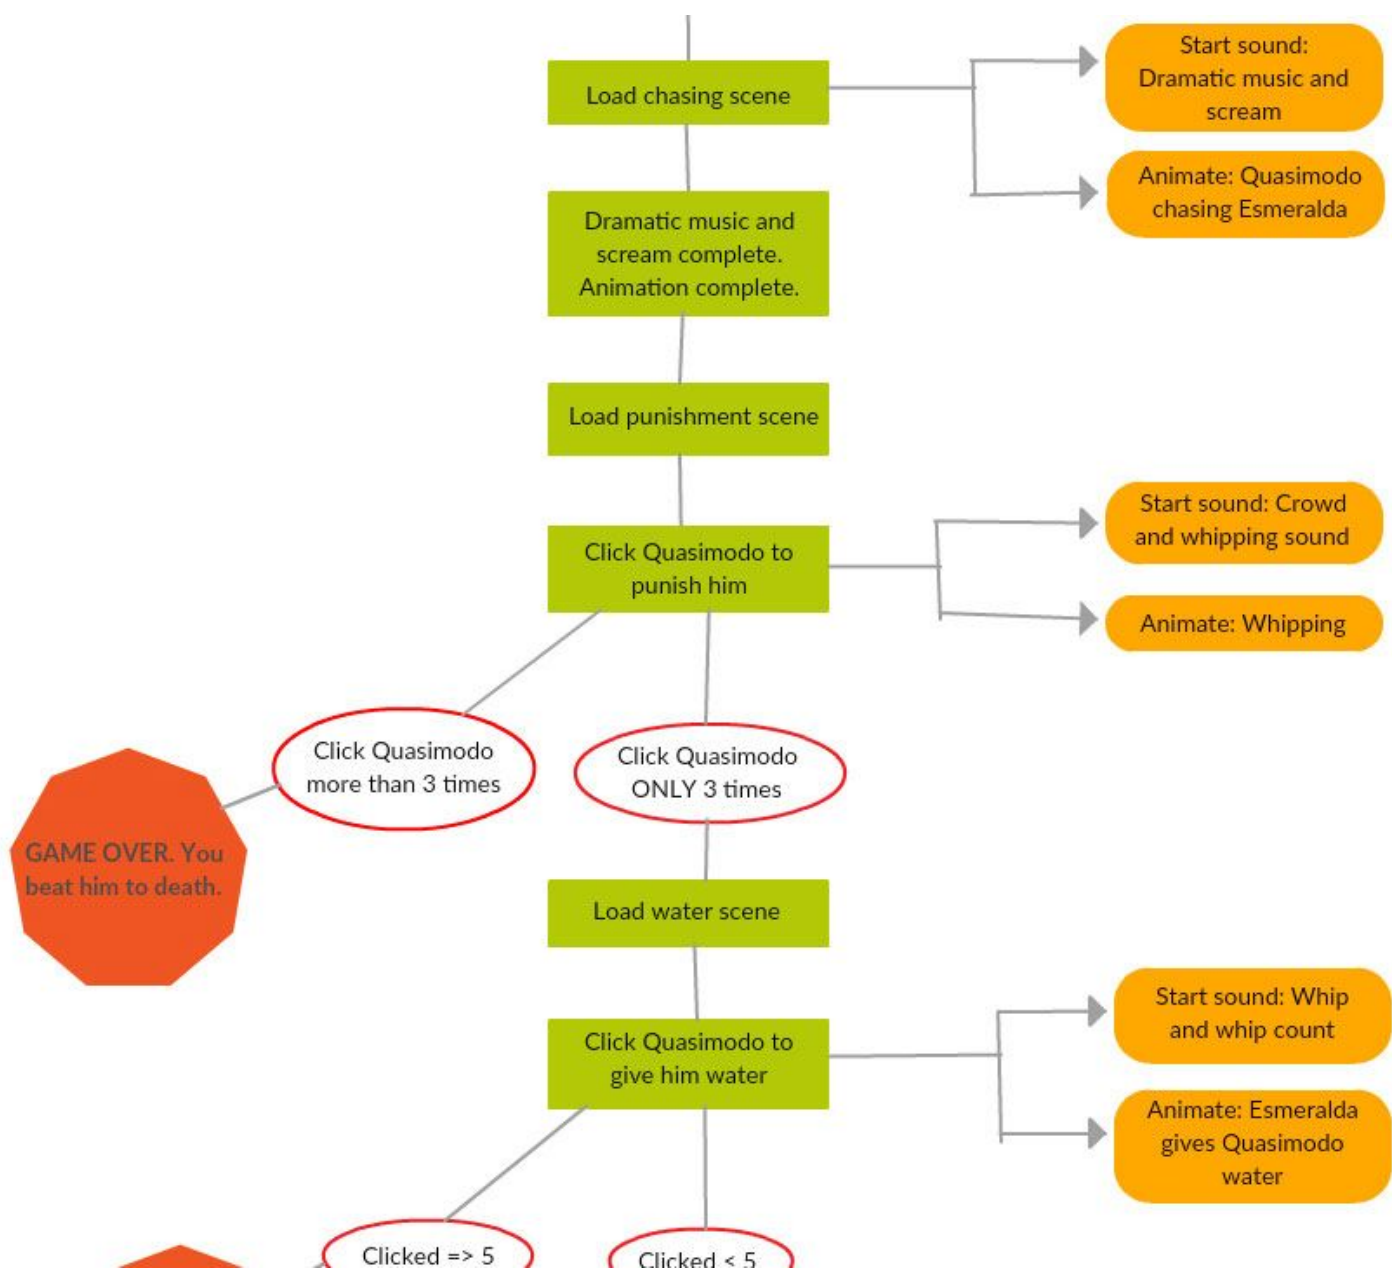 Load chasing scene
Start sound:
Dramatic music and
scream
Animate: Quasimodo
chasing Esmeralda
Dramatic music and
scream complete.
Animation complete.
Load punishment scene
Click Quasimodo to
punish him
Start sound: Crowd
and whipping sound
Animate: Whipping
Click Quasimodo
more than 3 times
Click Quasimodo
ONLY 3 times
GAME OVER. You
beat him to death.
Load water scene
Click Quasimodo to
give him water
Start sound: Whip
and whip count
Animate: Esmeralda
gives Quasimodo
water
Clicked => 5
Clicked < 5